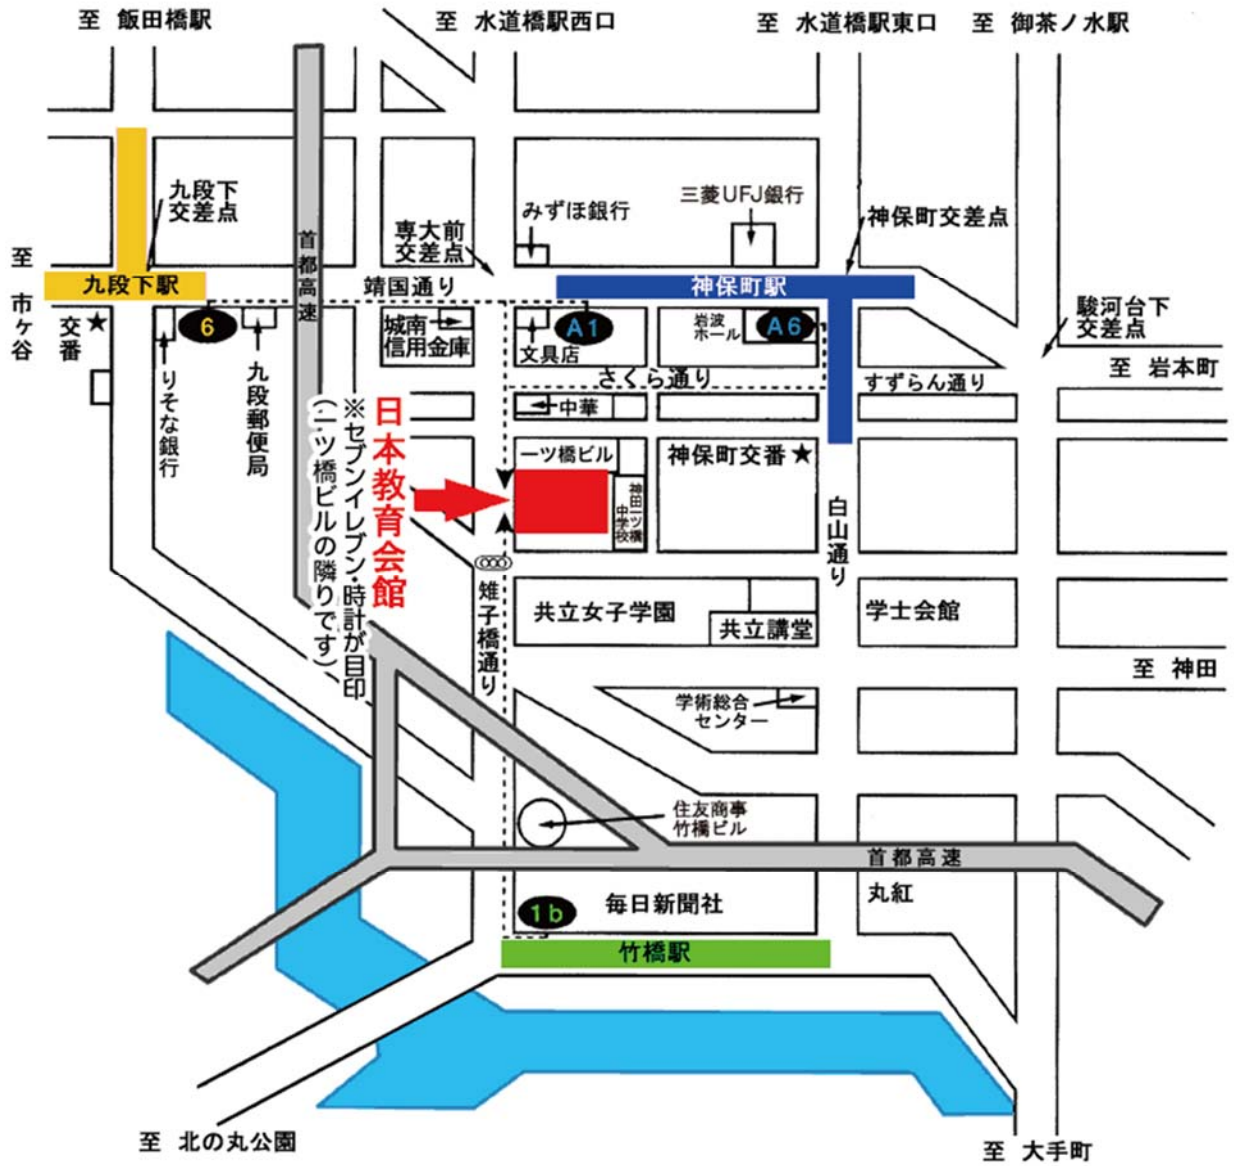 至 飯田橋駅
至 水道橋駅西口
至 水道橋駅東口
至 御茶ノ水駅
九段下
交差点
専大前
交差点
みずほ銀行
三菱UFJ銀行
神保町交差点
至 市ヶ谷
九段下駅
首都高速
靖国通り
神保町駅
駿河台下
交差点
交番★
6
城南
信用金庫
文具店
A1
岩波
ホール
A6
至 岩本町
りそな銀行
九段郵便局
さくら通り
すずらん通り
中華
日本教育会館
※セブンイレブン・時計が目印
(一ツ橋ビルの隣りです)
一ツ橋ビル
神田一ツ橋
中学校
神保町交番★
白山通り
雉子橋通り
共立女子学園
共立講堂
学士会館
至 神田
学術総合
センター
住友商事
竹橋ビル
首都高速
1b
毎日新聞社
丸紅
竹橋駅
至 北の丸公園
至 大手町